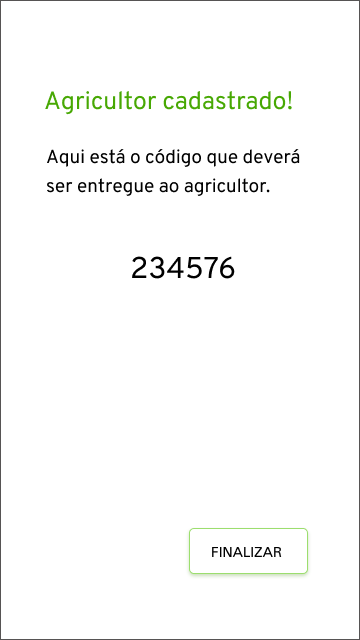 Agricultor cadastrado!
Aqui está o código que deverá
ser entregue ao agricultor.
234576
FINALIZAR